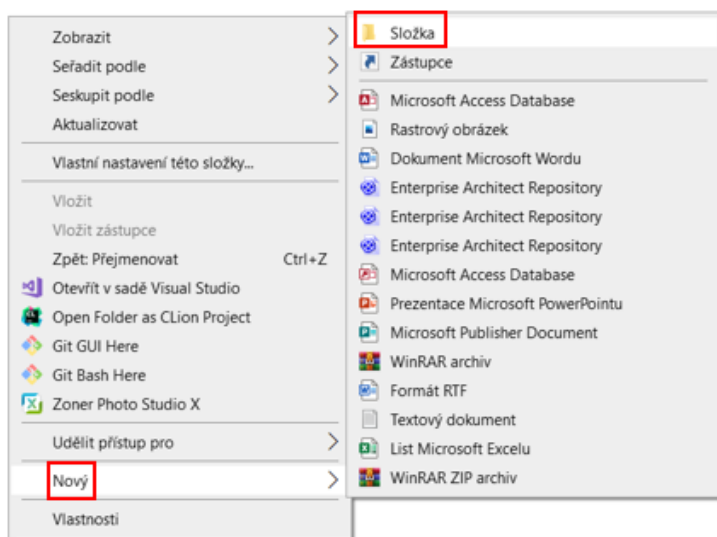 Zobrazit
Seřadit podle
Seskupit podle
Aktualizovat
Vlastní nastavení této složky...
Vložit
Vložit zástupce
Zpět: Přejmenovat Ctrl+Z
Otevřít v sadě Visual Studio
Open Folder as CLion Project
Git GUI Here
Git Bash Here
Zoner Photo Studio X
Udělit přístup pro
Nový
Vlastnosti
Složka
Zástupce
Microsoft Access Database
Rastrový obrázek
Dokument Microsoft Wordu
Enterprise Architect Repository
Enterprise Architect Repository
Enterprise Architect Repository
Microsoft Access Database
Prezentace Microsoft PowerPointu
Microsoft Publisher Document
WinRAR archiv
Formát RTF
Textový dokument
List Microsoft Excelu
WinRAR ZIP archiv